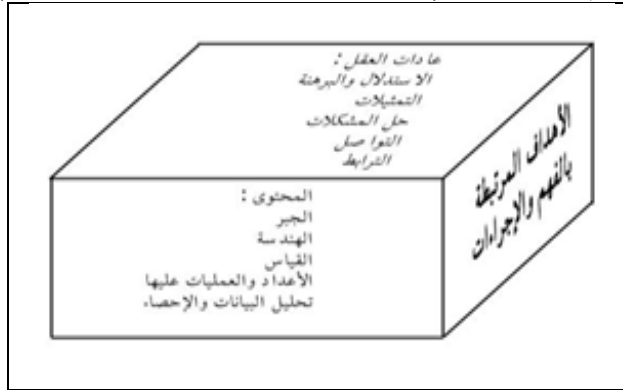 عادات العقل :
الاستدلال والبرهنة
التمثيلات
حل المشكلات
التواصل
الترابط
الأهداف المرتبطة
بالفهم والإجراءات
المحتوى :
الجبر
الهندسة
القياس
الأعداد والعمليات عليها
تحليل البيانات والإحصاء